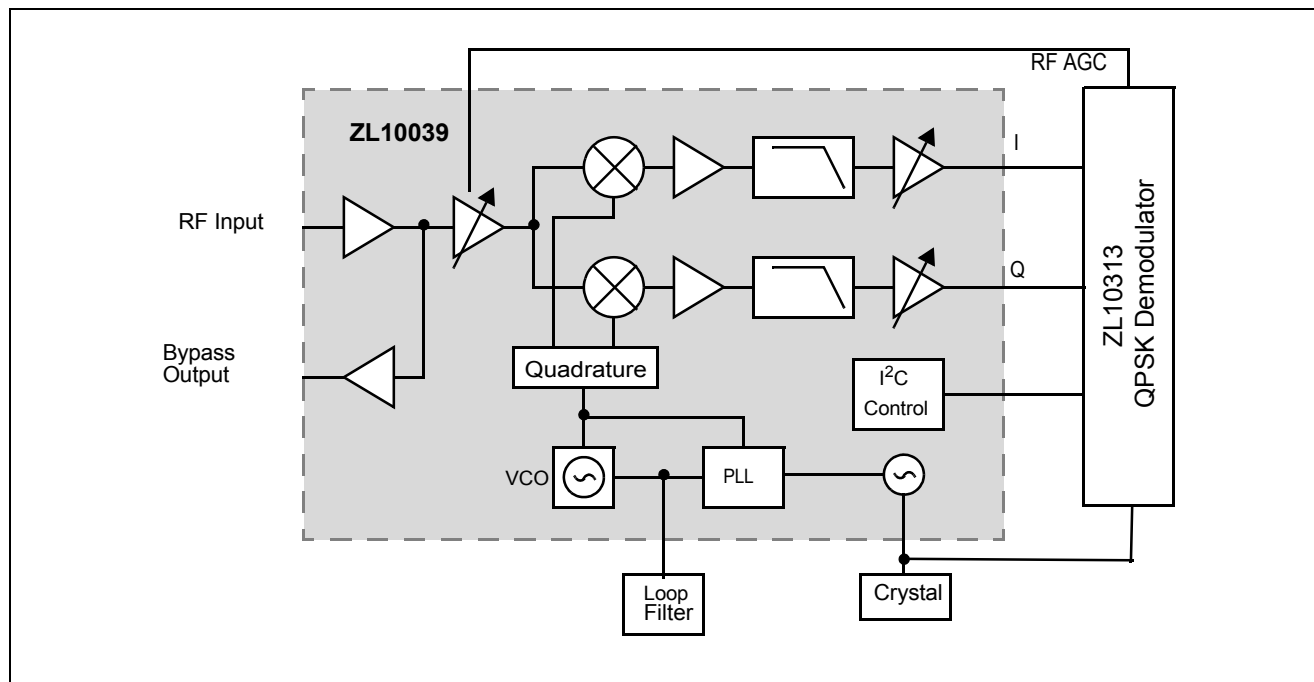 RF AGC
ZL10039
I
RF Input
Q
Bypass
Output
Quadrature
I²C
Control
ZL10313
QPSK Demodulator
VCO
PLL
Loop
Filter
Crystal